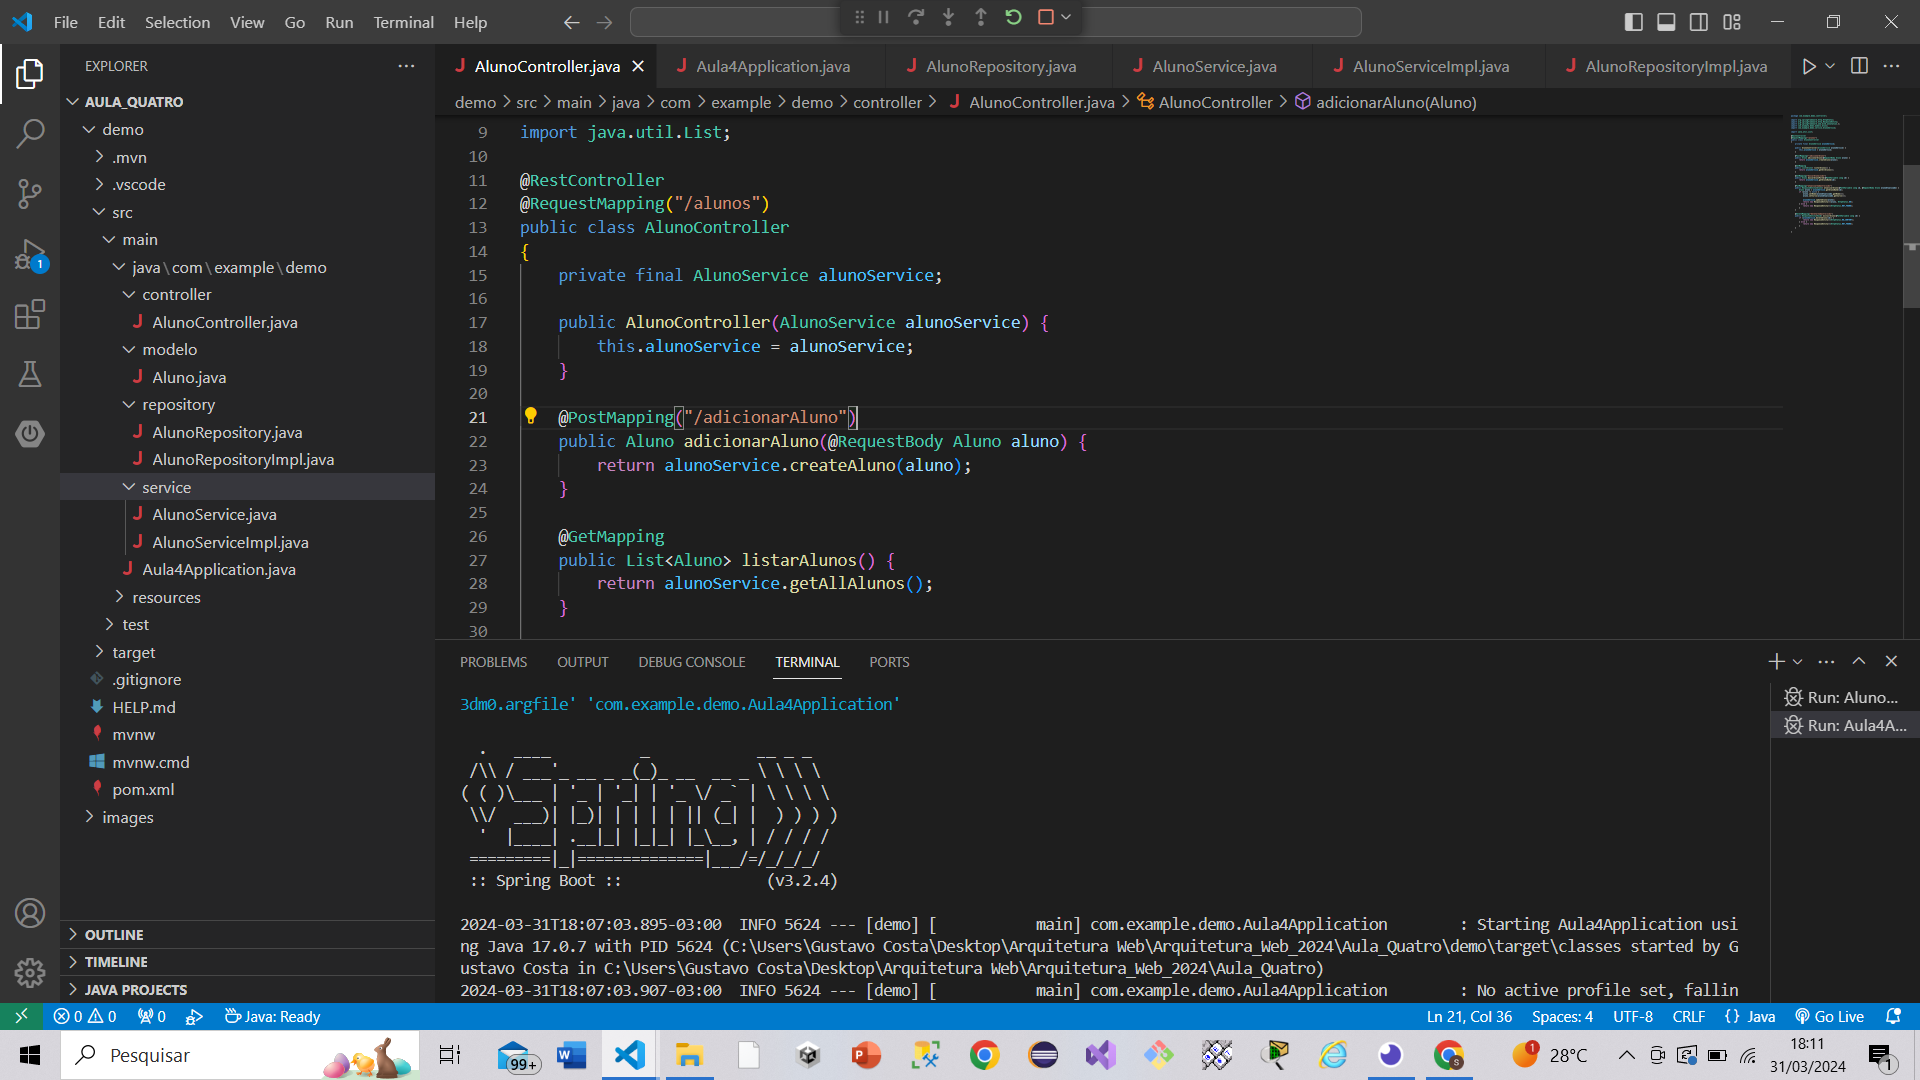 File Edit Selection View Go Run Terminal Help
EXPLORER
AULA_QUATRO
demo
.mvn
.vscode
src
main
java\com\example\demo
controller
AlunoController.java
modelo
Aluno.java
repository
AlunoRepository.java
AlunoRepositoryImpl.java
service
AlunoService.java
AlunoServiceImpl.java
Aula4Application.java
resources
test
target
.gitignore
HELP.md
mvnw
mvnw.cmd
pom.xml
images
OUTLINE
TIMELINE
JAVA PROJECTS
1
AlunoController.java Aula4Application.java AlunoRepository.java AlunoService.java AlunoServiceImpl.java AlunoRepositoryImpl.java
demo > src > main > java > com > example > demo > controller > AlunoController.java > AlunoController > adicionarAluno(Aluno)
9 import java.util.List;
10
11 @RestController
12 @RequestMapping("/alunos")
13 public class AlunoController
14 {
15 private final AlunoService alunoService;
16
17 public AlunoController(AlunoService alunoService) {
18 this.alunoService = alunoService;
19 }
20
21 @PostMapping("/adicionarAluno")
22 public Aluno adicionarAluno(@RequestBody Aluno aluno) {
23 return alunoService.createAluno(aluno);
24 }
25
26 @GetMapping
27 public List<Aluno> listarAlunos() {
28 return alunoService.getAllAlunos();
29 }
30
PROBLEMS OUTPUT DEBUG CONSOLE TERMINAL PORTS
3dm0.argfile' 'com.example.demo.Aula4Application'
  .   ____          _            __ _ _
 /\\ / ___'_ __ _ _(_)_ __  __ _ \ \ \ \
( ( )\___ | '_ | '_| | '_ \/ _` | \ \ \ \
 \\/  ___)| |_)| | | | | || (_| |  ) ) ) )
  '  |____| .__|_| |_|_| |_\__, | / / / /
 =========|_|==============|___/=/_/_/_/
 :: Spring Boot ::                (v3.2.4)
2024-03-31T18:07:03.895-03:00  INFO 5624 --- [demo] [           main] com.example.demo.Aula4Application        : Starting Aula4Application usi
ng Java 17.0.7 with PID 5624 (C:\Users\Gustavo Costa\Desktop\Arquitetura Web\Arquitetura_Web_2024\Aula_Quatro\demo\target\classes started by G
ustavo Costa in C:\Users\Gustavo Costa\Desktop\Arquitetura Web\Arquitetura_Web_2024\Aula_Quatro)
2024-03-31T18:07:03.907-03:00  INFO 5624 --- [demo] [           main] com.example.demo.Aula4Application        : No active profile set, fallin
Run: Aluno...
Run: Aula4A...
0 0 0 Java: Ready Ln 21, Col 36 Spaces: 4 UTF-8 CRLF {} Java Go Live
Pesquisar 99+ 1 28°C 18:11
31/03/2024 1